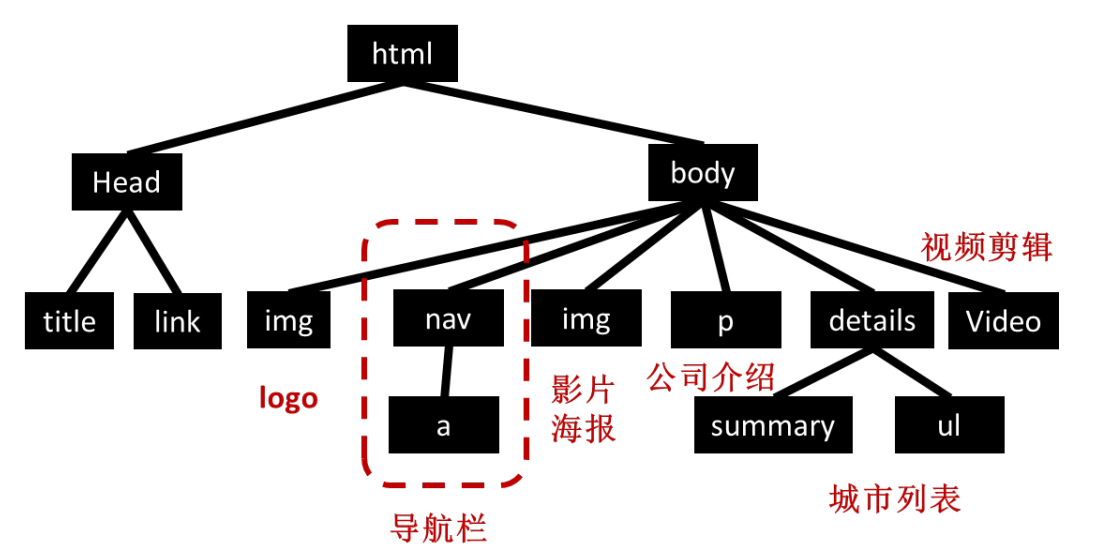 html
Head
body
视频剪辑
title
link
img
nav
img
p
details
Video
logo
影片
海报
公司介绍
a
summary
ul
城市列表
导航栏